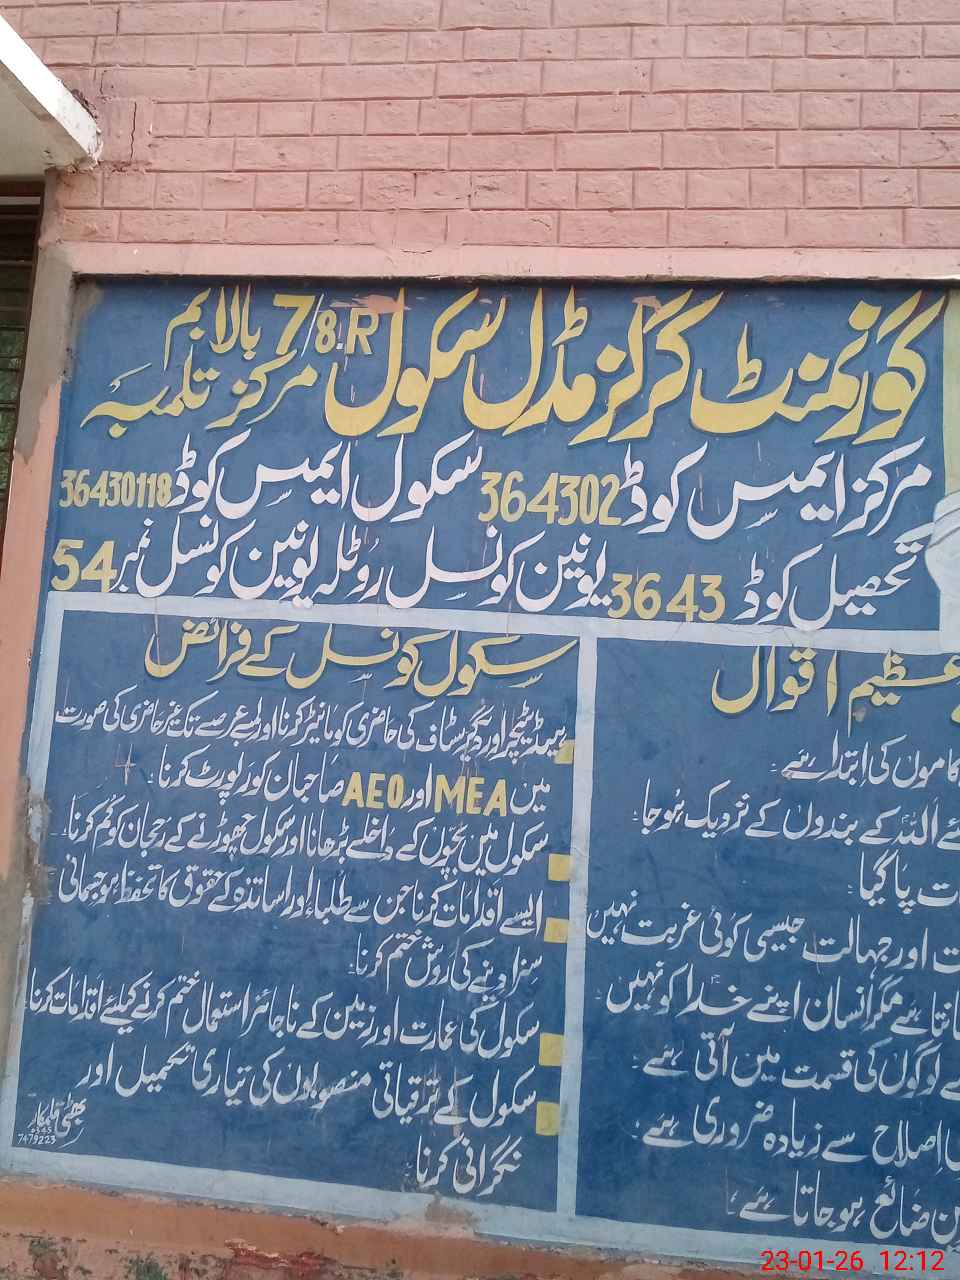 گورنمنٹ گرلز مڈل سکول 7/8.R بالا بم
مرکز تلمبہ
مرکز ایمس کوڈ 364302 سکول ایمس کوڈ 36430118
تحصیل کوڈ 3643 یونین کونسل روٹلہ یونین کونسل نمبر 54
سکول کونسل کے فرائض
ہیڈ ٹیچر اور دیگر سٹاف کی حاضری کو مانیٹر کرنا اور لمبے عرصے تک غیر حاضری کی صورت
میں MEA اور AEO صاحبان کو رپورٹ کرنا۔
سکول میں بچوں کے داخلے بڑھانا اور سکول چھوڑنے کے رجحان کو کم کرنا۔
ایسے اقدامات کرنا جن سے طلباء اور اساتذہ کے حقوق کا تحفظ ہو جسمانی
سزا دینے کی روش ختم کرنا۔
سکول کی عمارت اور زمین کے ناجائز استعمال ختم کرنے کیلئے اقدامات کرنا۔
سکول کے ترقیاتی منصوبوں کی تیاری تکمیل اور
نگرانی کرنا۔
بھٹی قلمکار
0345
7479223
عظیم اقوال
کاموں کی ابتدا ہے۔
اللہ کے بندوں کے نزدیک ہو جا۔
پا گیا۔
اور جہالت جیسی کوئی غربت نہیں
ہے مگر انسان اپنے خدا کو نہیں۔
لوگوں کی قسمت میں آتی ہے۔
اصلاح سے زیادہ ضروری ہے۔
ضائع ہو جاتا ہے۔
23-01-26 12:12